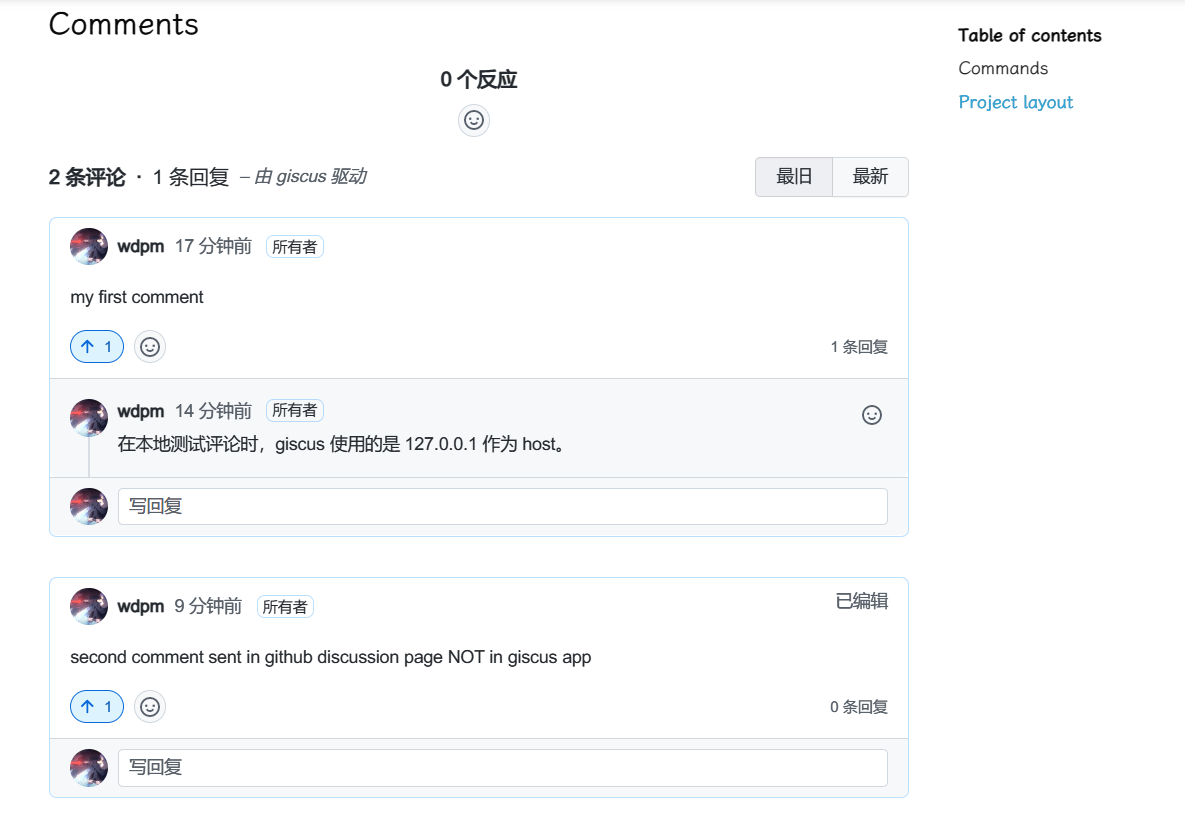 Comments
0 个反应
2 条评论 · 1 条回复 – 由 giscus 驱动
最旧 最新
wdpm 17 分钟前 所有者
my first comment
1
1 条回复
wdpm 14 分钟前 所有者
在本地测试评论时，giscus 使用的是 127.0.0.1 作为 host。
写回复
wdpm 9 分钟前 所有者
已编辑
second comment sent in github discussion page NOT in giscus app
1
0 条回复
写回复
Table of contents
Commands
Project layout